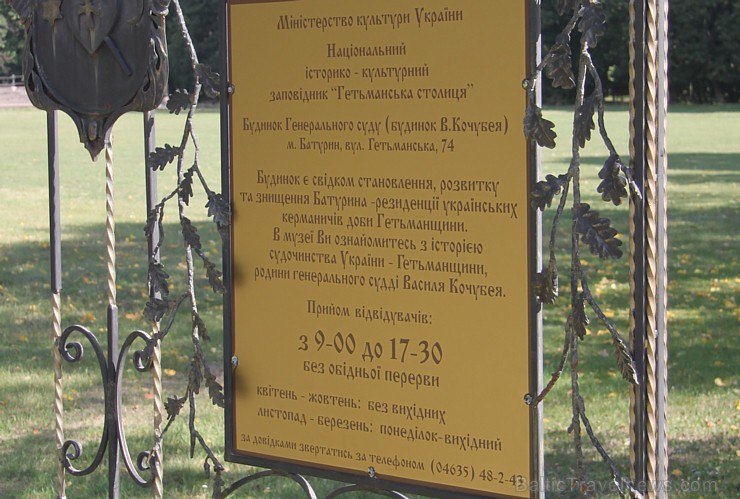 Міністерство культури України
Національний
історико - культурний
заповідник "Гетьманська столиця"
Будинок Генерального суду (будинок В.Кочубея)
м. Батурин, вул. Гетьманська, 74
Будинок є свідком становлення, розвитку
та знищення Батурина -резиденції українських
керманичів доби Гетьманщини.
В музеї Ви ознайомитесь з історією
судочинства України - Гетьманщини,
родини генерального судді Василя Кочубея.
Прийом відвідувачів:
з 9-00 до 17-30
без обідньої перерви
квітень - жовтень: без вихідних
листопад - березень: понеділок-вихідний
за довідками звертатись за телефоном (04635) 48-2-43
BalticTravelnews.com